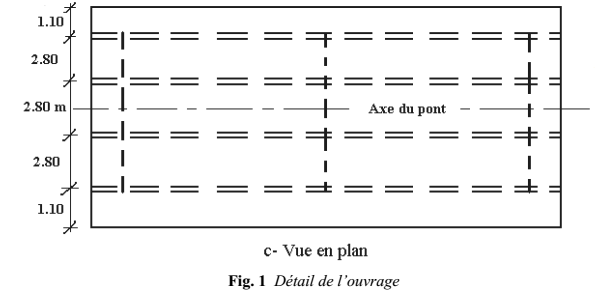 1.10
2.80
2.80 m
Axe du pont
2.80
1.10
c- Vue en plan
Fig. 1 Détail de l'ouvrage